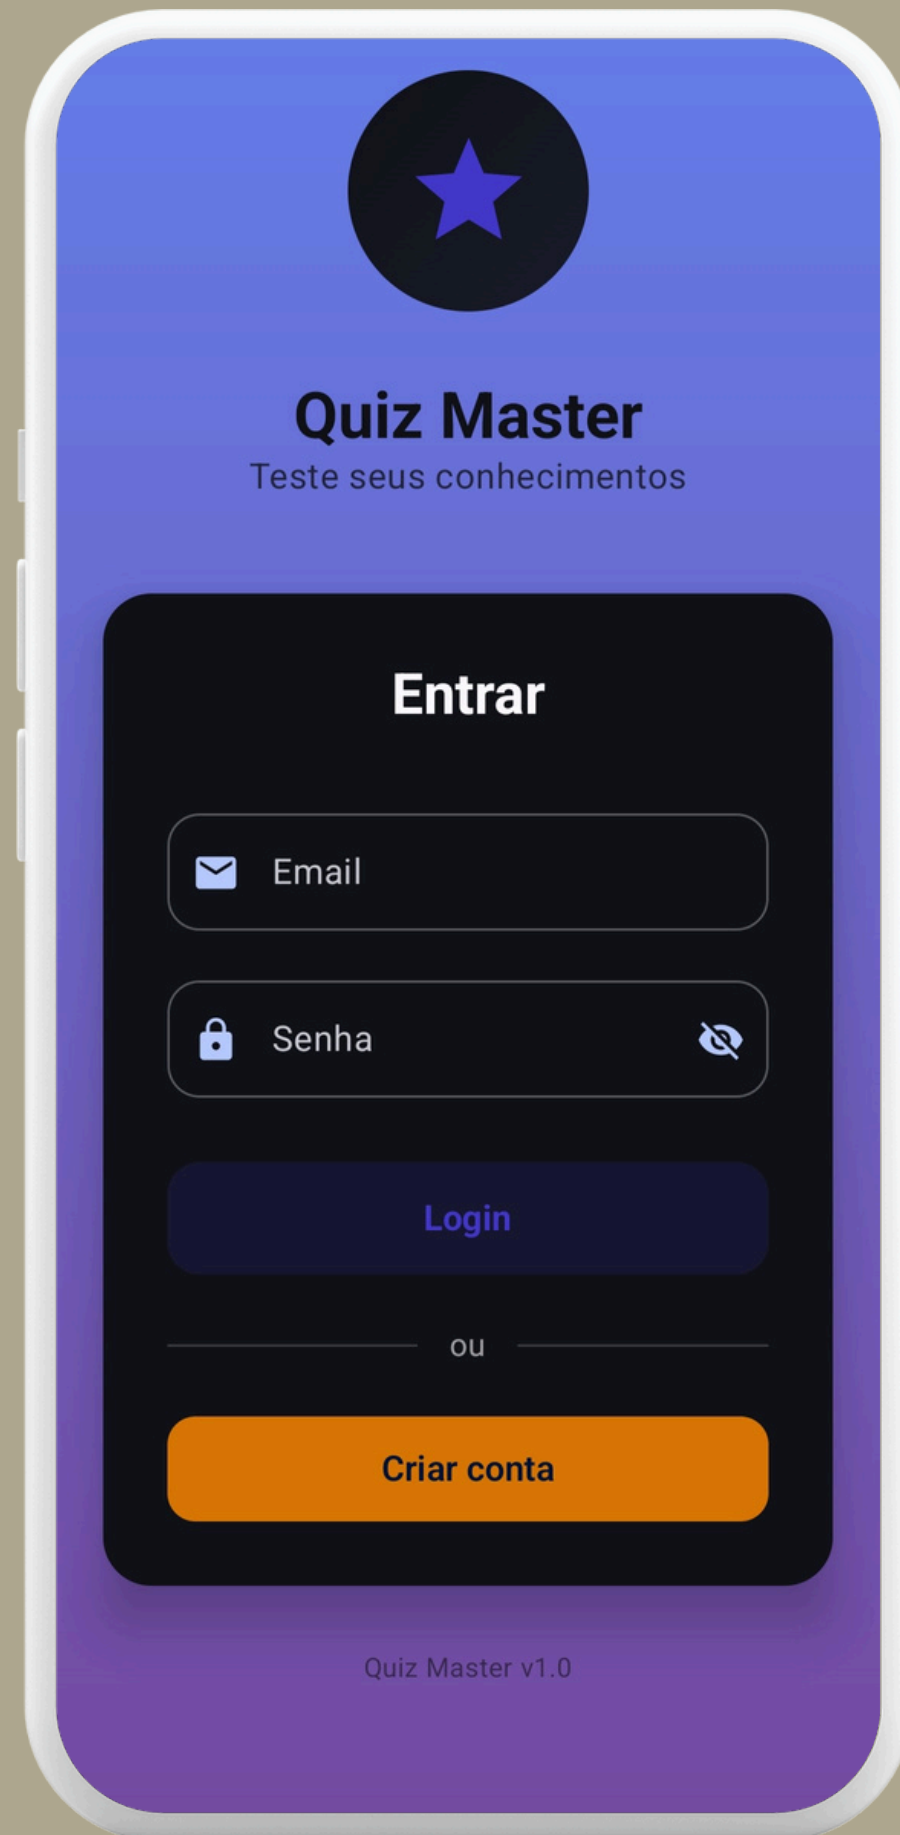 Quiz Master
Teste seus conhecimentos
Entrar
Email
Senha
Login
ou
Criar conta
Quiz Master v1.0